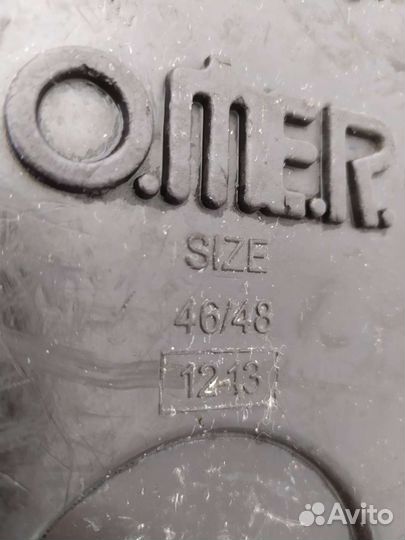 O.ME.R.
SIZE
46/48
12-13
Avito